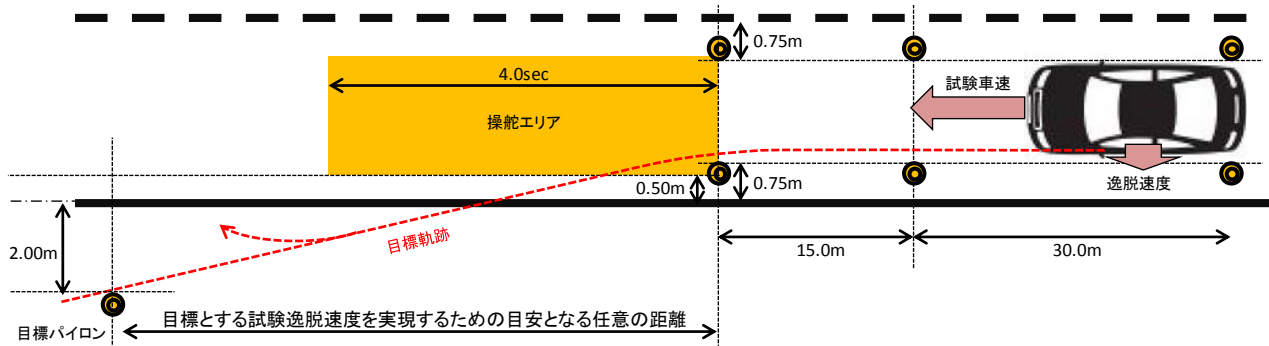 0.75m
4.0sec
試験車速
操舵エリア
逸脱速度
0.50m
0.75m
目標軌跡
15.0m
30.0m
2.00m
目標とする試験逸脱速度を実現するための目安となる任意の距離
目標パイロン